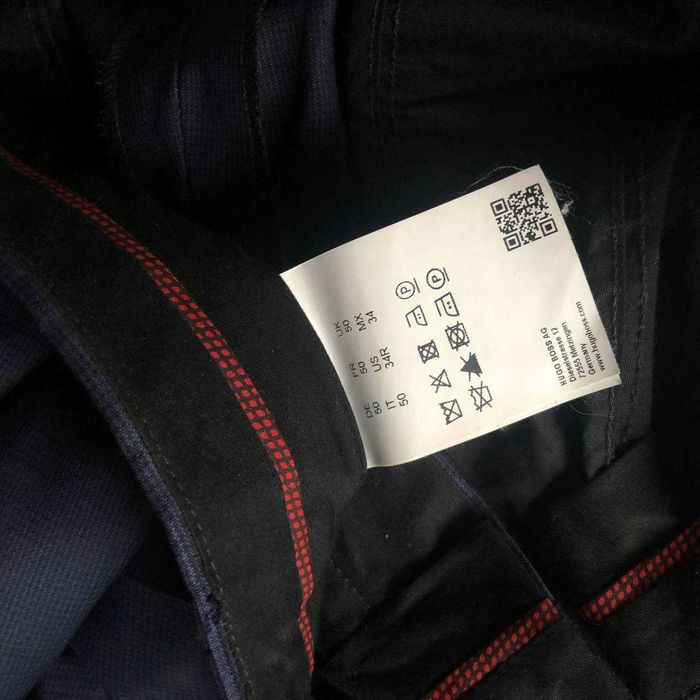 DE FR UK
50 50 50
IT US MX
50 34R 34
P
P
HUGO BOSS AG
Dieselstrasse 12
72555 Metzingen
Germany
www.hugoboss.com